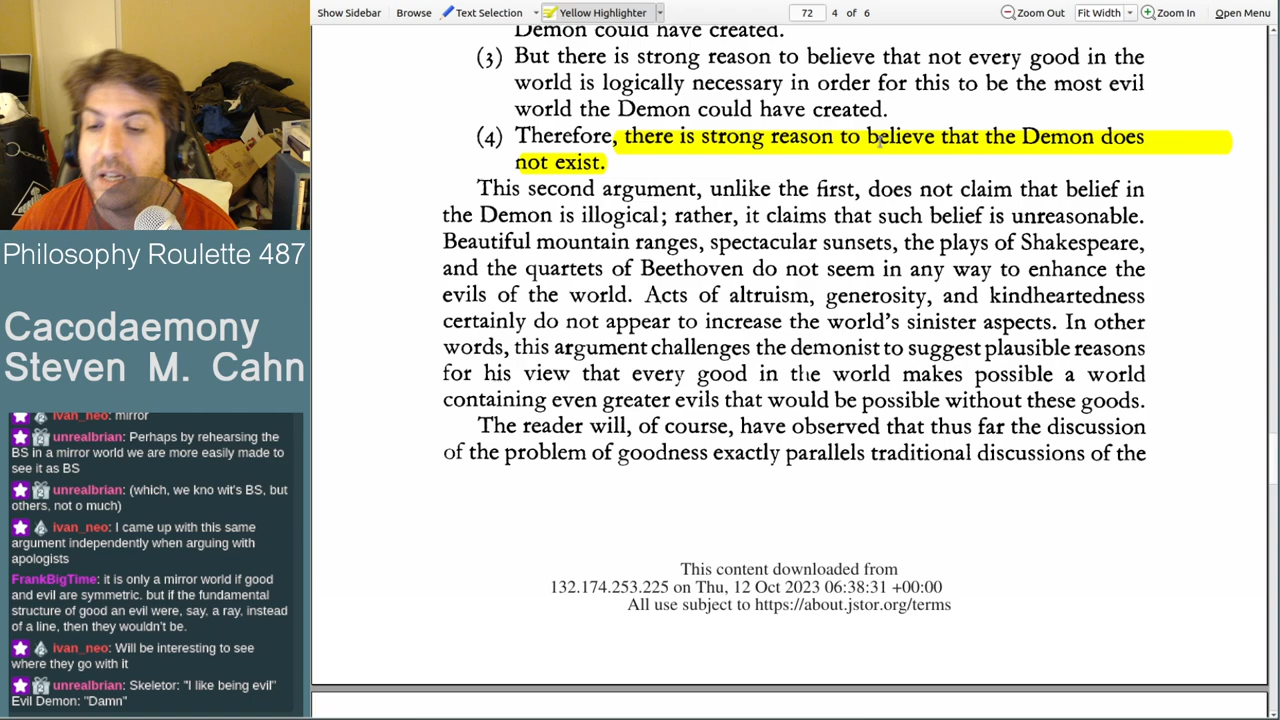 Show Sidebar Browse Text Selection Yellow Highlighter 72 4 of 6 Zoom Out Fit Width Zoom In Open Menu
Demon could have created.
(3) But there is strong reason to believe that not every good in the
world is logically necessary in order for this to be the most evil
world the Demon could have created.
(4) Therefore, there is strong reason to believe that the Demon does
not exist.
This second argument, unlike the first, does not claim that belief in
the Demon is illogical; rather, it claims that such belief is unreasonable.
Beautiful mountain ranges, spectacular sunsets, the plays of Shakespeare,
and the quartets of Beethoven do not seem in any way to enhance the
evils of the world. Acts of altruism, generosity, and kindheartedness
certainly do not appear to increase the world's sinister aspects. In other
words, this argument challenges the demonist to suggest plausible reasons
for his view that every good in the world makes possible a world
containing even greater evils that would be possible without these goods.
The reader will, of course, have observed that thus far the discussion
of the problem of goodness exactly parallels traditional discussions of the
This content downloaded from
132.174.253.225 on Thu, 12 Oct 2023 06:38:31 +00:00
All use subject to https://about.jstor.org/terms
Philosophy Roulette 487
Cacodaemony
Steven M. Cahn
ivan_neo: mirror
unrealbrian: Perhaps by rehearsing the
BS in a mirror world we are more easily made to
see it as BS
unrealbrian: (which, we kno wit's BS, but
others, not o much)
ivan_neo: I came up with this same
argument independently when arguing with
apologists
FrankBigTime: it is only a mirror world if good
and evil are symmetric. but if the fundamental
structure of good an evil were, say, a ray, instead
of a line, then they wouldn't be.
ivan_neo: Will be interesting to see
where they go with it
unrealbrian: Skeletor: "I like being evil"
Evil Demon: "Damn"